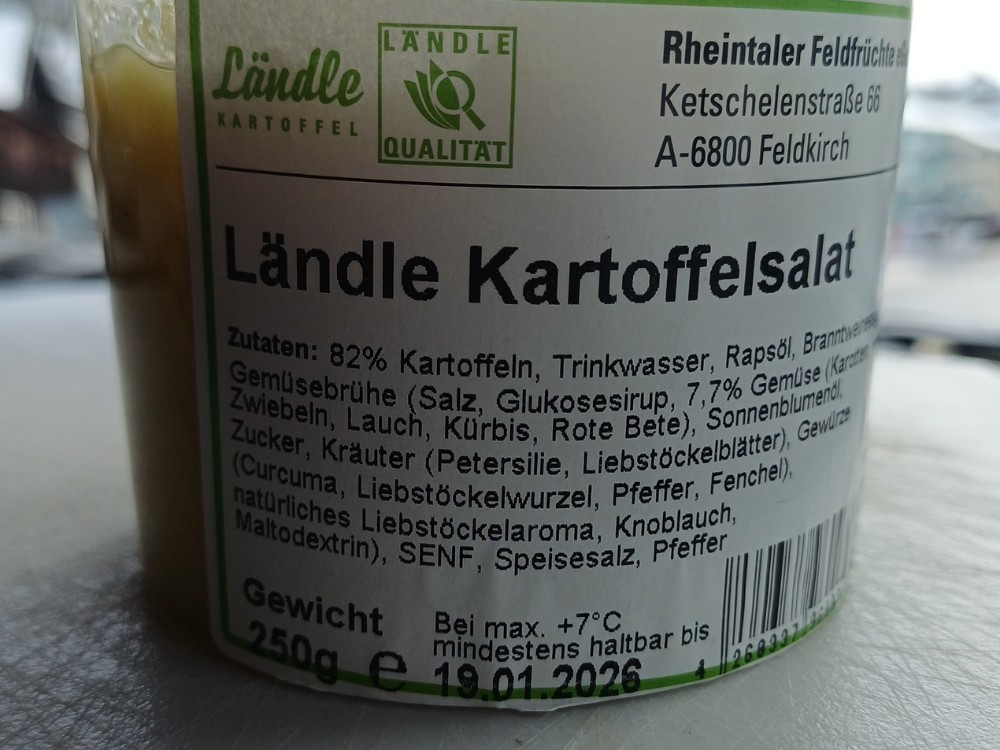 Ländle
KARTOFFEL
LÄNDLE
QUALITÄT
Rheintaler Feldfrüchte
Ketschelenstraße 66
A-6800 Feldkirch
Ländle Kartoffelsalat
Zutaten: 82% Kartoffeln, Trinkwasser, Rapsöl,
Gemüsebrühe (Salz, Glukosesirup, 7,7% Gemüse (Karotten
Zwiebeln, Lauch, Kürbis, Rote Bete), Sonnenblumenöl,
Zucker, Kräuter (Petersilie, Liebstöckelblätter), Gewürze
(Curcuma, Liebstöckelwurzel, Pfeffer, Fenchel),
natürliches Liebstöckelaroma, Knoblauch,
Maltodextrin), SENF, Speisesalz, Pfeffer
Gewicht
250g e
Bei max. +7°C
mindestens haltbar bis
19.01.2026